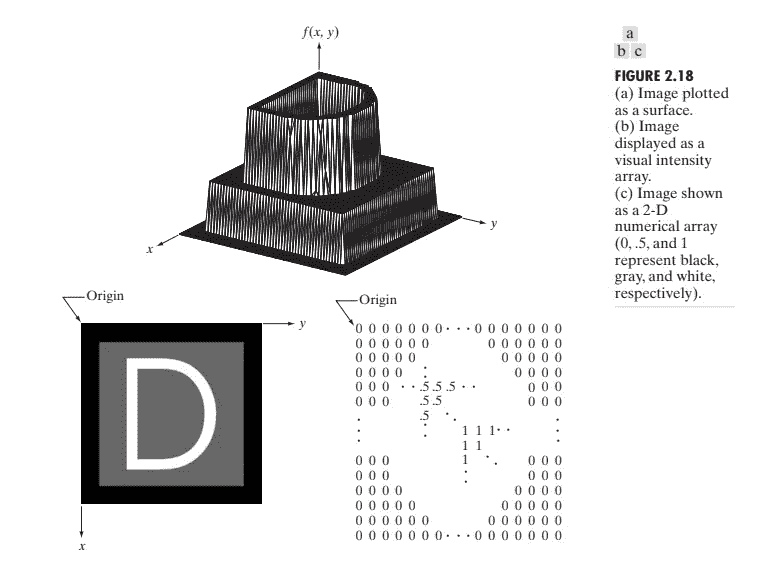 f(x, y)
y
x
a
b c
FIGURE 2.18
(a) Image plotted
as a surface.
(b) Image
displayed as a
visual intensity
array.
(c) Image shown
as a 2-D
numerical array
(0, .5, and 1
represent black,
gray, and white,
respectively).
Origin
y
D
x
Origin
0 0 0 0 0 0 0 · · · 0 0 0 0 0 0 0
0 0 0 0 0 0 0 0 0 0 0 0
0 0 0 0 0 0 0 0 0 0
0 0 0 0 0 0 0 0
0 0 0 · · .5 .5 .5 · · 0 0 0
0 0 0 .5 .5 0 0 0
.5
1 1 1 · ·
1 1
0 0 0 1 0 0 0
0 0 0 0 0 0
0 0 0 0 0 0 0 0
0 0 0 0 0 0 0 0 0 0
0 0 0 0 0 0 0 0 0 0 0 0
0 0 0 0 0 0 0 · · · 0 0 0 0 0 0 0